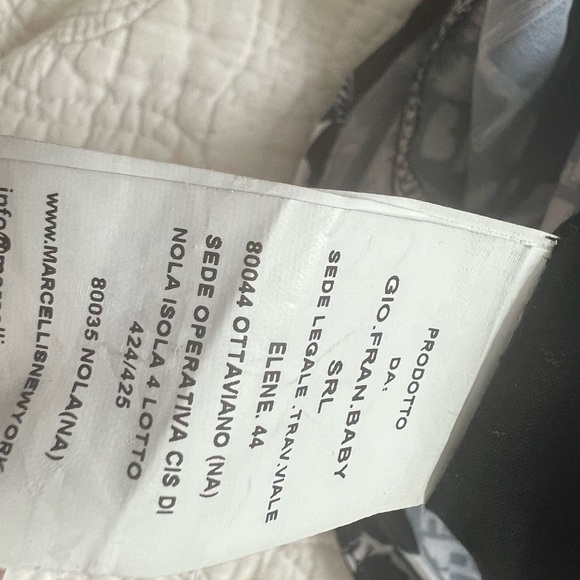 PRODOTTO
DA:
GIO.FRAN.BABY
SRL
SEDE LEGALE .TRAV.VIALE
ELENE. 44
80044 OTTAVIANO (NA)
SEDE OPERATIVA CIS DI
NOLA ISOLA 4 LOTTO
424/425
80035 NOLA(NA)
www.MARCELLISNEWYORK